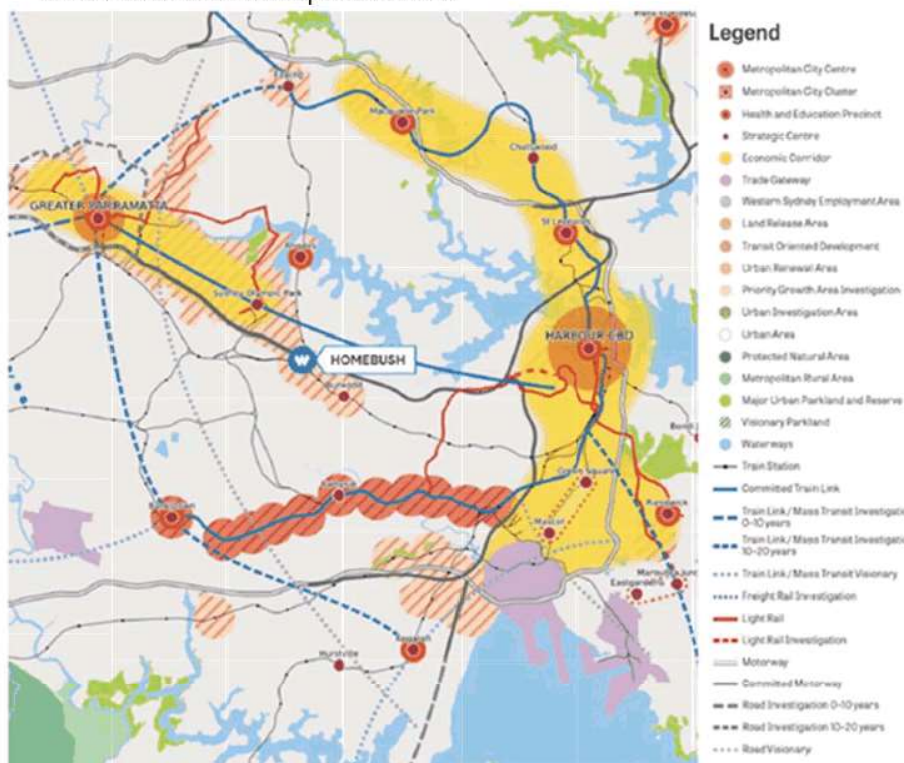 Legend
Metropolitan City Centre
Metropolitan City Cluster
Health and Education Precinct
Strategic Centre
Economic Corridor
Trade Gateway
Western Sydney Employment Area
Land Release Area
Transit Oriented Development
Urban Renewal Area
Priority Growth Area Investigation
Urban Investigation Area
Urban Area
Protected Natural Area
Metropolitan Rural Area
Major Urban Parkland and Reserve
Visionary Parkland
Waterways
Train Station
Committed Train Link
Train Link/Mass Transit Investigatio
0-10 years
Train Link/Mass Transit Investigatio
10-20 years
Train Link/Mass Transit Visionary
Freight Rail Investigation
Light Rail
Light Rail Investigation
Motorway
Committed Motorway
Road Investigation 0-10 years
Road Investigation 10-20 years
Road Visionary
Epping
Macquarie Park
Chatswood
GREATER PARRAMATTA
St Leonards
Rhodes
Sydney Olympic Park
HARBOUR CBD
W HOMEBUSH
Burwood
Green Square
Campsie
Bankstown
Mascot
Randwick
Eastgardens
Kogarah
Hurstville